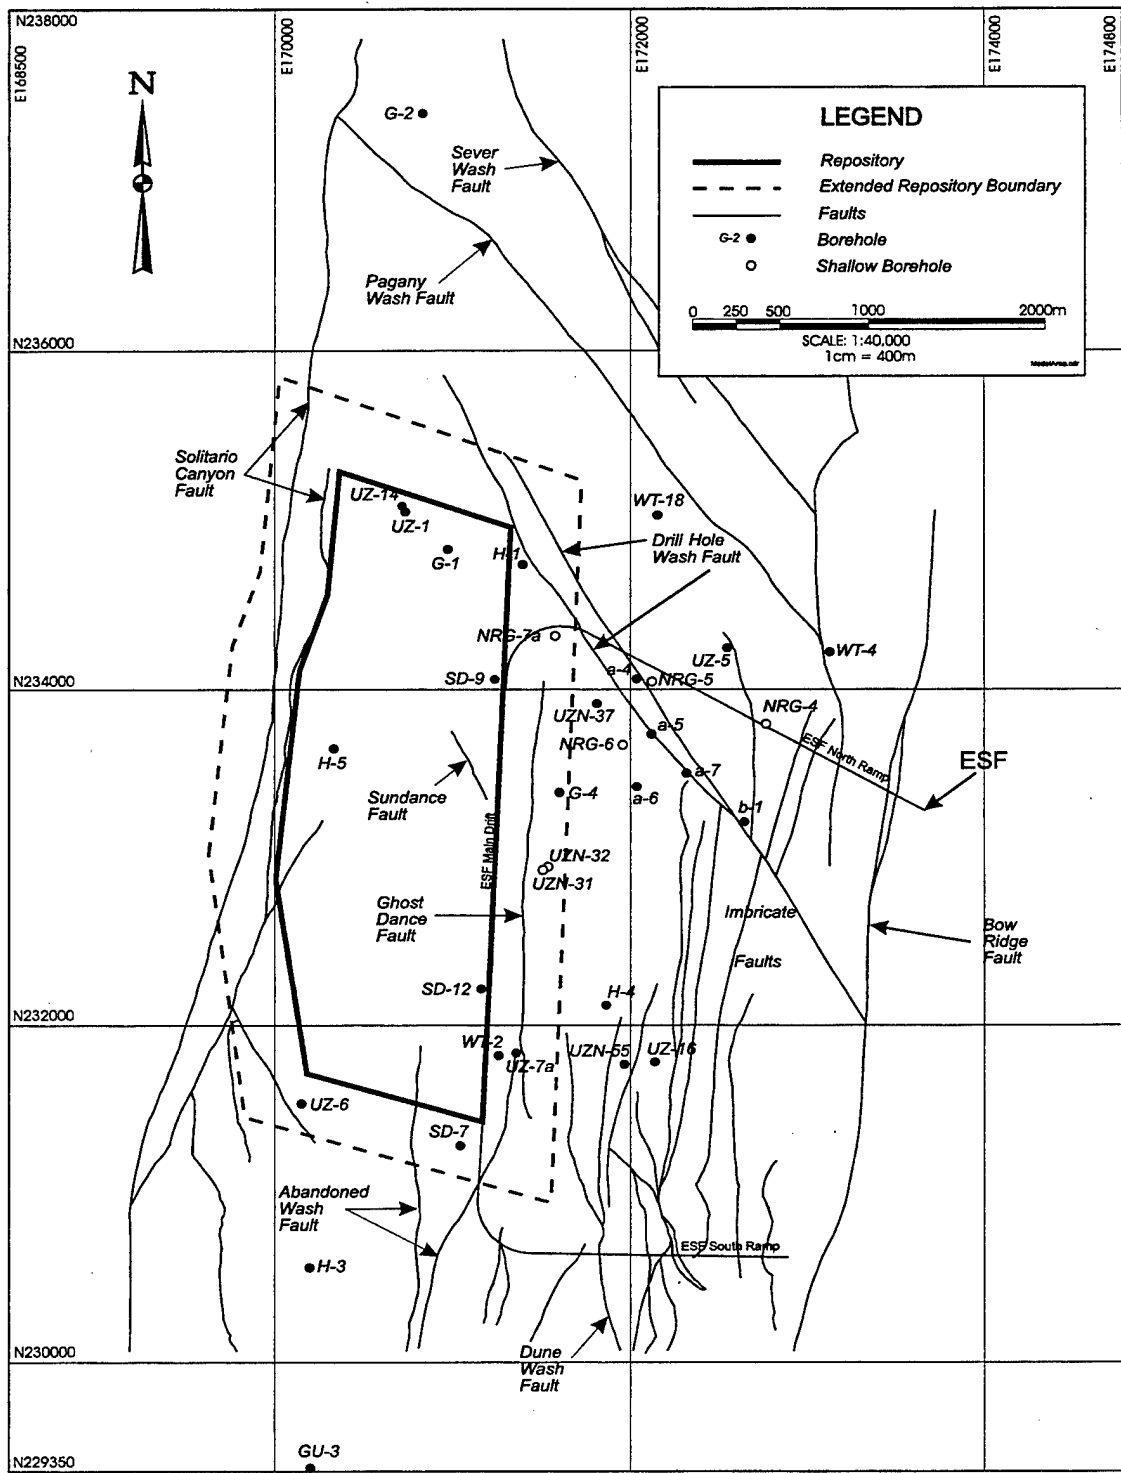 N238000
E168500
E170000
E172000
E174000
E174800
N
G-2
LEGEND
Repository
Extended Repository Boundary
Faults
G-2
Borehole
Shallow Borehole
0 250 500 1000 2000m
SCALE: 1:40,000
1cm = 400m
Sever
Wash
Fault
Pagany
Wash Fault
N236000
Solitario
Canyon
Fault
UZ-14
UZ-1
G-1
H-1
WT-18
Drill Hole
Wash Fault
NRG-7a
UZ-5
WT-4
N234000
SD-9
a-4
NRG-5
UZN-37
a-5
NRG-4
NRG-6
ESF North Ramp
ESF
H-5
a-7
Sundance
Fault
G-4
a-6
b-1
ESF Main Drift
UZN-32
UZN-31
Ghost
Dance
Fault
Imbricate
Faults
Bow
Ridge
Fault
SD-12
H-4
N232000
WT-2
UZ-7a
UZN-55
UZ-16
UZ-6
SD-7
Abandoned
Wash
Fault
ESF South Ramp
H-3
Dune
Wash
Fault
N230000
GU-3
N229350